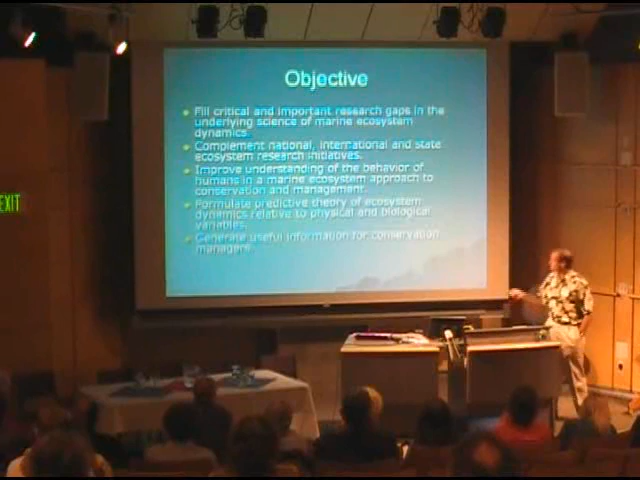 Objective
Fill critical and important research gaps in the
underlying science of marine ecosystem
dynamics.
Complement national, international and state
ecosystem research initiatives.
Improve understanding of the behavior of
humans in a marine ecosystem approach to
conservation and management.
Formulate predictive theory of ecosystem
dynamics relative to physical and biological
variables.
Generate useful information for conservation
managers
EXIT